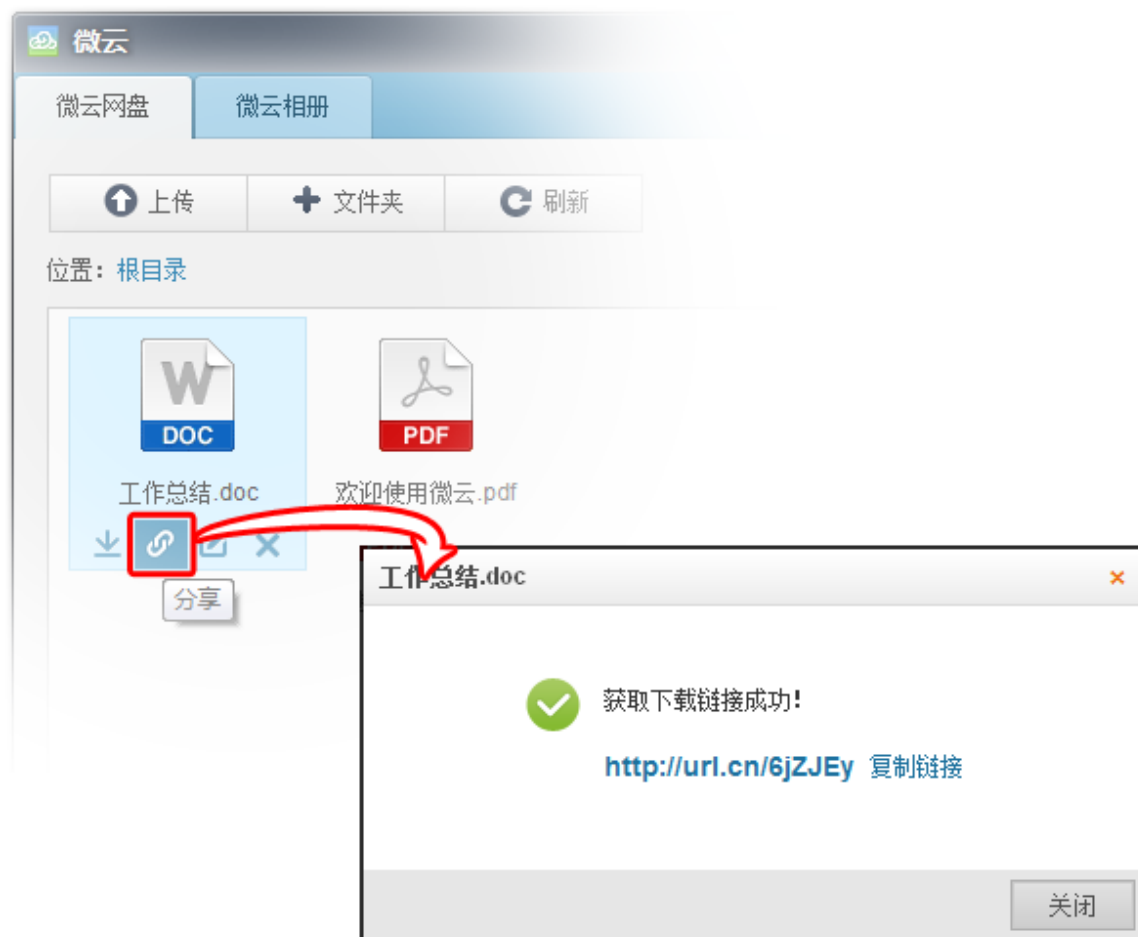 微云
微云网盘 微云相册
上传 文件夹 刷新
位置：根目录
W
DOC
PDF
工作总结.doc 欢迎使用微云.pdf
分享
工作总结.doc
获取下载链接成功!
http://url.cn/6jZJEy 复制链接
关闭